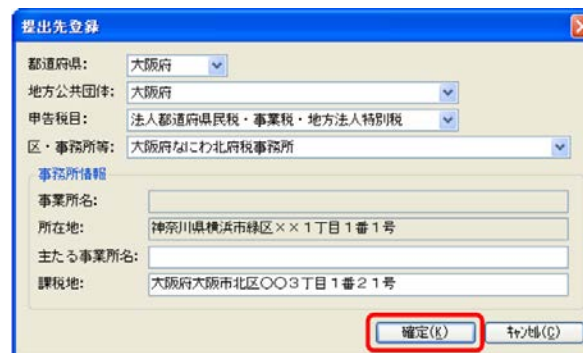 提出先登録
都道府県: 大阪府
地方公共団体: 大阪府
申告税目: 法人都道府県民税・事業税・地方法人特別税
区・事務所等: 大阪府なにわ北府税事務所
事務所情報
事業所名:
所在地: 神奈川県横浜市緑区××1丁目1番1号
主たる事業所名:
課税地: 大阪府大阪市北区〇〇3丁目1番21号
確定(K) キャンセル(C)